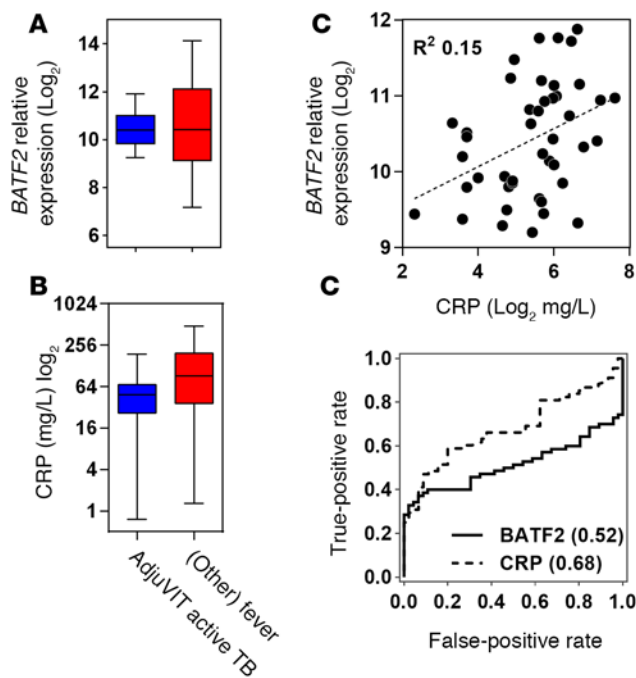 A
BATF2 relative
expression (Log2)
14
12
10
8
6
C
BATF2 relative
expression (Log2)
12
11
10
9
R² 0.15
2
4
6
8
CRP (Log2 mg/L)
B
CRP (mg/L) log2
1024
256
64
16
4
1
AdjuVIT active TB
(Other) fever
C
True-positive rate
1.0
0.8
0.6
0.4
0.2
0.0
BATF2 (0.52)
CRP (0.68)
0.0
0.2
0.4
0.6
0.8
1.0
False-positive rate